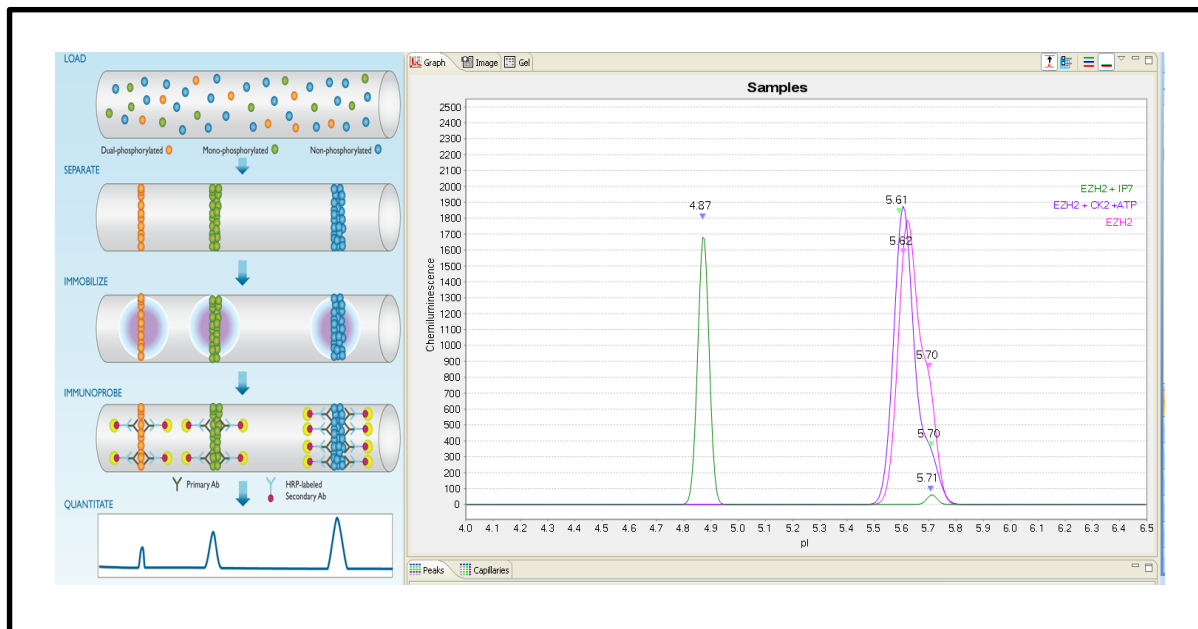 LOAD
Dual-phosphorylated Mono-phosphorylated Non-phosphorylated
SEPARATE
IMMOBILIZE
IMMUNOPROBE
Primary Ab
HRP-labeled
Secondary Ab
QUANTITATE
Graph Image Gel
Samples
2500
2400
2300
2200
2100
2000
1900
1800
1700
1600
1500
1400
1300
1200
1100
1000
900
800
700
600
500
400
300
200
100
0
Chemiluminescence
4.87
5.61
5.62
5.70
5.70
5.71
EZH2 + IP7
EZH2 + CK2 +ATP
EZH2
4.0 4.1 4.2 4.3 4.4 4.5 4.6 4.7 4.8 4.9 5.0 5.1 5.2 5.3 5.4 5.5 5.6 5.7 5.8 5.9 6.0 6.1 6.2 6.3 6.4 6.5
pI
Peaks Capillaries